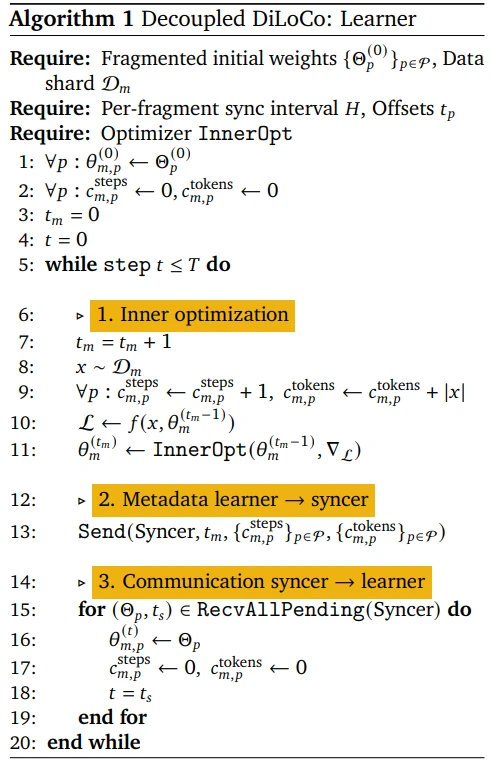 Algorithm 1 Decoupled DiLoCo: Learner
Require: Fragmented initial weights {Θ_p^(0)}_{p∈𝒫}, Data
shard 𝒟_m
Require: Per-fragment sync interval H, Offsets t_p
Require: Optimizer InnerOpt
1: ∀p : θ_{m,p}^(0) ← Θ_p^(0)
2: ∀p : c_{m,p}^steps ← 0, c_{m,p}^tokens ← 0
3: t_m = 0
4: t = 0
5: while step t ≤ T do
6: ▹ 1. Inner optimization
7: t_m = t_m + 1
8: x ∼ 𝒟_m
9: ∀p : c_{m,p}^steps ← c_{m,p}^steps + 1, c_{m,p}^tokens ← c_{m,p}^tokens + |x|
10: ℒ ← f(x, θ_m^(t_m−1))
11: θ_m^(t_m) ← InnerOpt(θ_m^(t_m−1), ∇_ℒ)
12: ▹ 2. Metadata learner → syncer
13: Send(Syncer, t_m, {c_{m,p}^steps}_{p∈𝒫}, {c_{m,p}^tokens}_{p∈𝒫})
14: ▹ 3. Communication syncer → learner
15: for (Θ_p, t_s) ∈ RecvAllPending(Syncer) do
16: θ_{m,p}^(t) ← Θ_p
17: c_{m,p}^steps ← 0, c_{m,p}^tokens ← 0
18: t = t_s
19: end for
20: end while